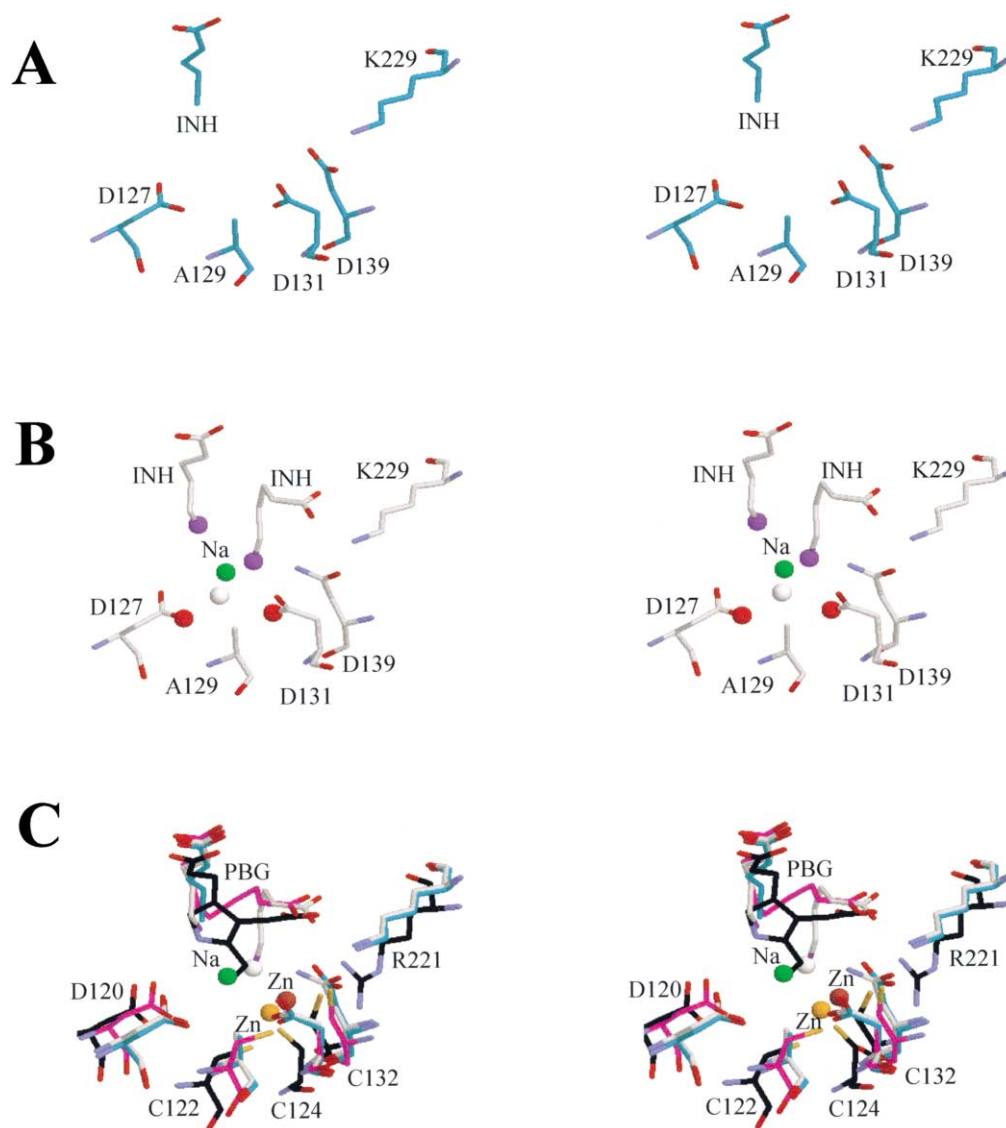 A
INH
K229
D127
A129
D131
D139
INH
K229
D127
A129
D131
D139
B
INH
INH
K229
Na
D127
A129
D131
D139
INH
INH
K229
Na
D127
A129
D131
D139
C
PBG
Na
R221
Zn
D120
Zn
C132
C122
C124
PBG
Na
R221
Zn
D120
Zn
C132
C122
C124